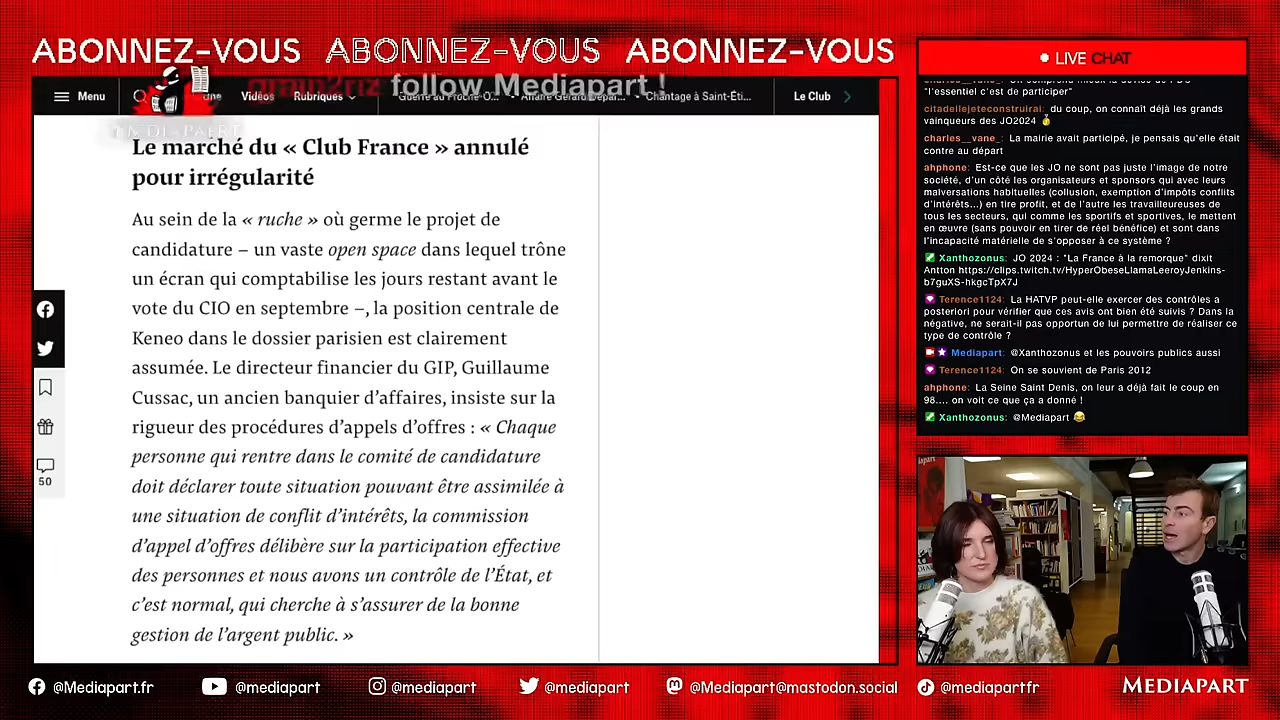 ABONNEZ-VOUS ABONNEZ-VOUS ABONNEZ-VOUS
follow Mediapart !
Menu
Vidéos
Rubriques
Guerre au Proche-O...
Affaire Gérard Depar...
Chantage à Saint-Éti...
Le Club
Le marché du « Club France » annulé
pour irrégularité
Au sein de la « ruche » où germe le projet de
candidature – un vaste open space dans lequel trône
un écran qui comptabilise les jours restant avant le
vote du CIO en septembre –, la position centrale de
Keneo dans le dossier parisien est clairement
assumée. Le directeur financier du GIP, Guillaume
Cussac, un ancien banquier d’affaires, insiste sur la
rigueur des procédures d’appels d’offres : « Chaque
personne qui rentre dans le comité de candidature
doit déclarer toute situation pouvant être assimilée à
une situation de conflit d’intérêts, la commission
d’appel d’offres délibère sur la participation effective
des personnes et nous avons un contrôle de l’État, et
c’est normal, qui cherche à s’assurer de la bonne
gestion de l’argent public. »
50
LIVE CHAT
"l'essentiel c'est de participer"
citadellejeteconstruirai: du coup, on connaît déjà les grands
vainqueurs des JO2024 🥇
charles__vane_: La mairie avait participé, je pensais qu'elle était
contre au départ
ahphone: Est-ce que les JO ne sont pas juste l'image de notre
société, d'un côté les organisateurs et sponsors qui avec leurs
malversations habituelles (collusion, exemption d'impôts conflits
d'intérêts...) en tire profit, et de l'autre les travailleureuses de
tous les secteurs, qui comme les sportifs et sportives, le mettent
en œuvre (sans pouvoir en tirer de réel bénéfice) et sont dans
l'incapacité matérielle de s'opposer à ce système ?
Xanthozonus: JO 2024 : "La France à la remorque" dixit
Antton https://clips.twitch.tv/HyperObeseLlamaLeeroyJenkins-
b7guXS-hkgcTpX7J
Terence1124: La HATVP peut-elle exercer des contrôles a
posteriori pour vérifier que ces avis ont bien été suivis ? Dans la
négative, ne serait-il pas opportun de lui permettre de réaliser ce
type de contrôle ?
Mediapart: @Xanthozonus et les pouvoirs publics aussi
Terence1124: On se souvient de Paris 2012
ahphone: La Seine Saint Denis, on leur a déjà fait le coup en
98.... on voit ce que ça a donné !
Xanthozonus: @Mediapart 😂
@Mediapart.fr
@mediapart
@mediapart
@mediapart
@Mediapart@mastodon.social
@mediapartfr
MEDIAPART